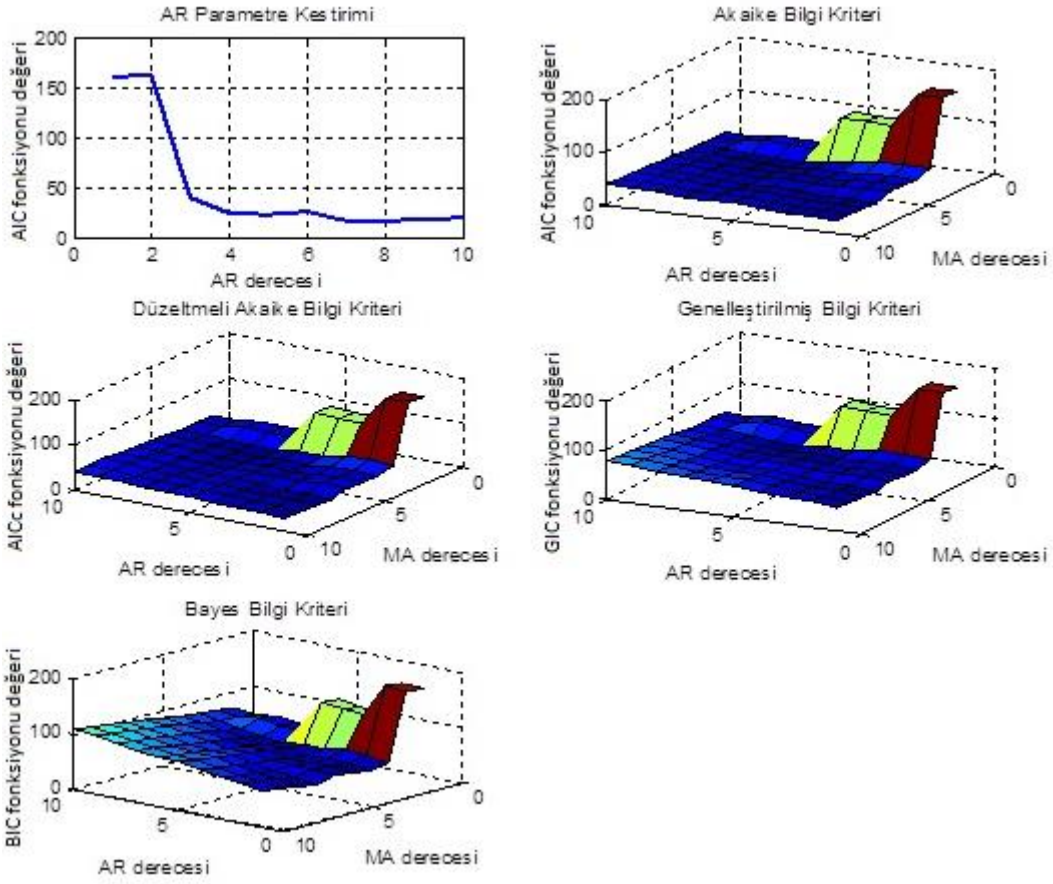 AR Parametre Kestirimi
AIC fonksiyonu değeri
200
150
100
50
0
0 2 4 6 8 10
AR derecesi
Akaike Bilgi Kriteri
AIC fonksiyonu değeri
200
100
0
10 5 0
AR derecesi
10 5 0
MA derecesi
Düzeltmeli Akaike Bilgi Kriteri
AICc fonksiyonu değeri
200
100
0
10 5 0
AR derecesi
10 5 0
MA derecesi
Genelleştirilmiş Bilgi Kriteri
GIC fonksiyonu değeri
200
100
0
10 5 0
AR derecesi
10 5 0
MA derecesi
Bayes Bilgi Kriteri
BIC fonksiyonu değeri
200
100
0
10 5 0
AR derecesi
10 5 0
MA derecesi